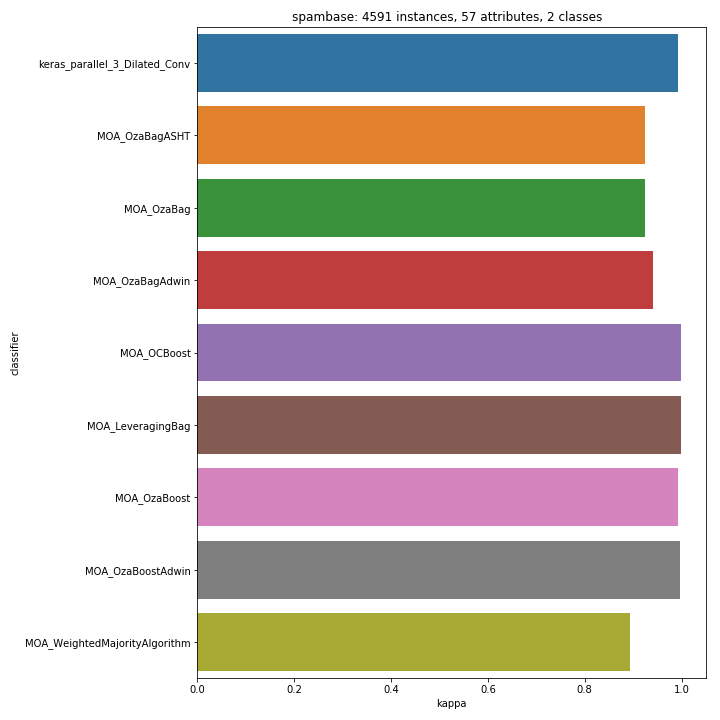 spambase: 4591 instances, 57 attributes, 2 classes
classifier
keras_parallel_3_Dilated_Conv
MOA_OzaBagASHT
MOA_OzaBag
MOA_OzaBagAdwin
MOA_OCBoost
MOA_LeveragingBag
MOA_OzaBoost
MOA_OzaBoostAdwin
MOA_WeightedMajorityAlgorithm
0.0 0.2 0.4 0.6 0.8 1.0
kappa